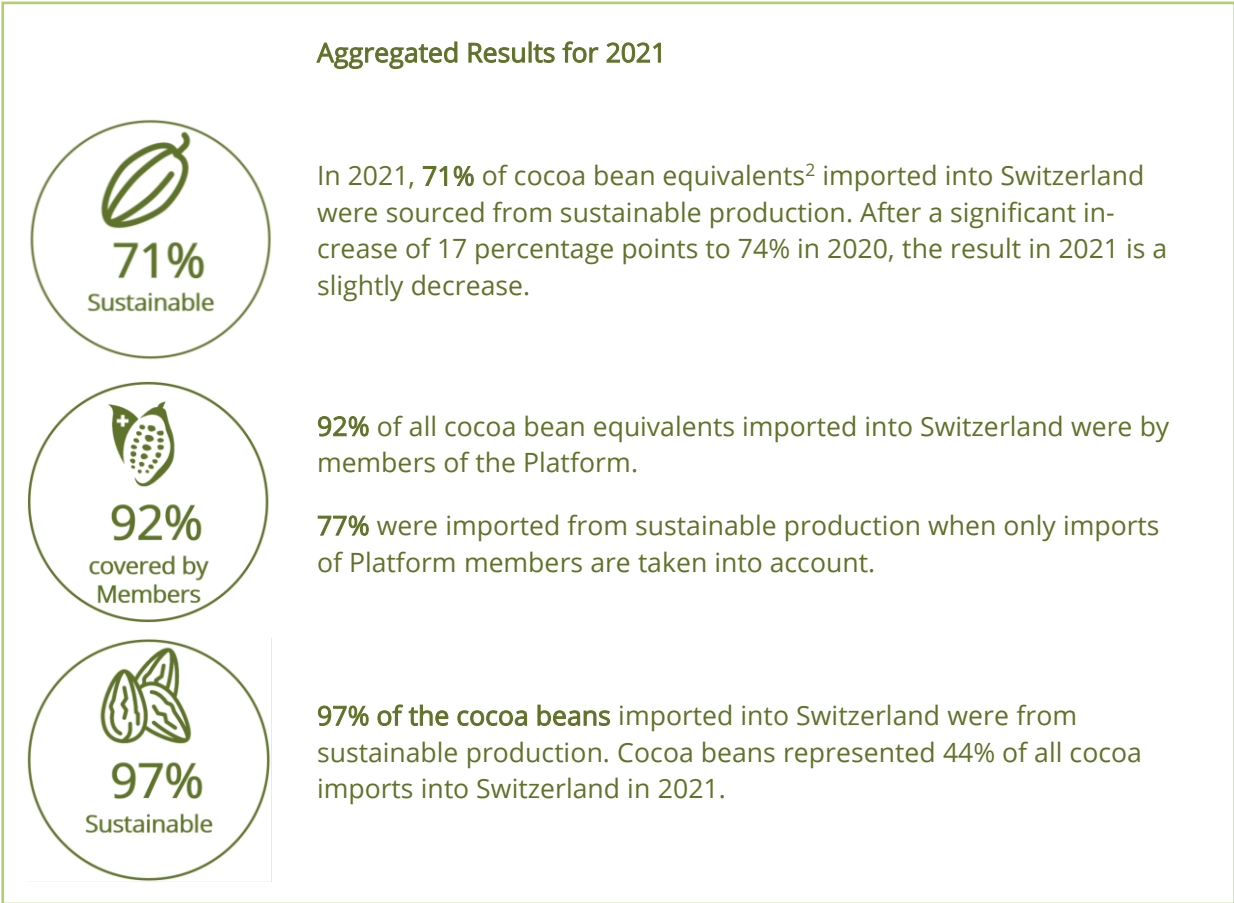 Aggregated Results for 2021
71%
Sustainable
In 2021, 71% of cocoa bean equivalents² imported into Switzerland
were sourced from sustainable production. After a significant in-
crease of 17 percentage points to 74% in 2020, the result in 2021 is a
slightly decrease.
92%
covered by
Members
92% of all cocoa bean equivalents imported into Switzerland were by
members of the Platform.
77% were imported from sustainable production when only imports
of Platform members are taken into account.
97%
Sustainable
97% of the cocoa beans imported into Switzerland were from
sustainable production. Cocoa beans represented 44% of all cocoa
imports into Switzerland in 2021.